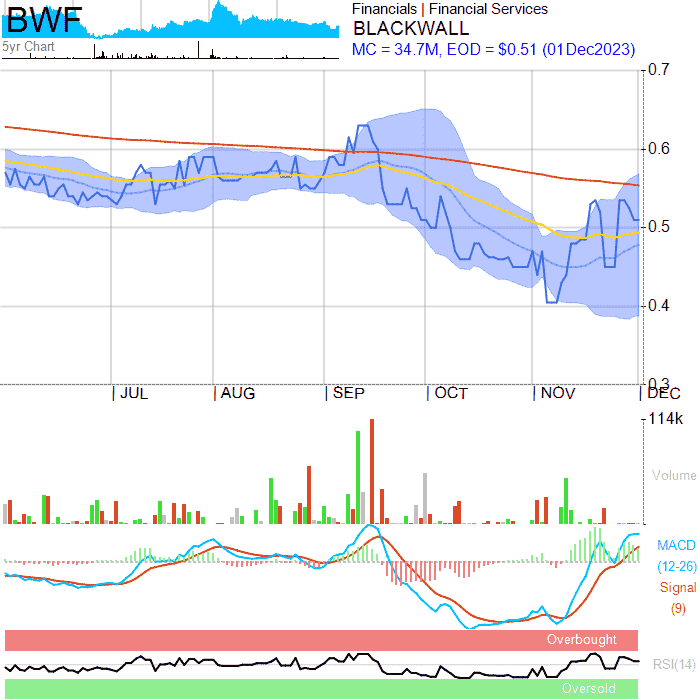 BWF
5yr Chart
Financials | Financial Services
BLACKWALL
MC = 34.7M, EOD = $0.51 (01Dec2023)
0.7
0.6
0.5
0.4
0.3
JUL AUG SEP OCT NOV DEC
114k
Volume
MACD
(12-26)
Signal
(9)
Overbought
RSI(14)
Oversold